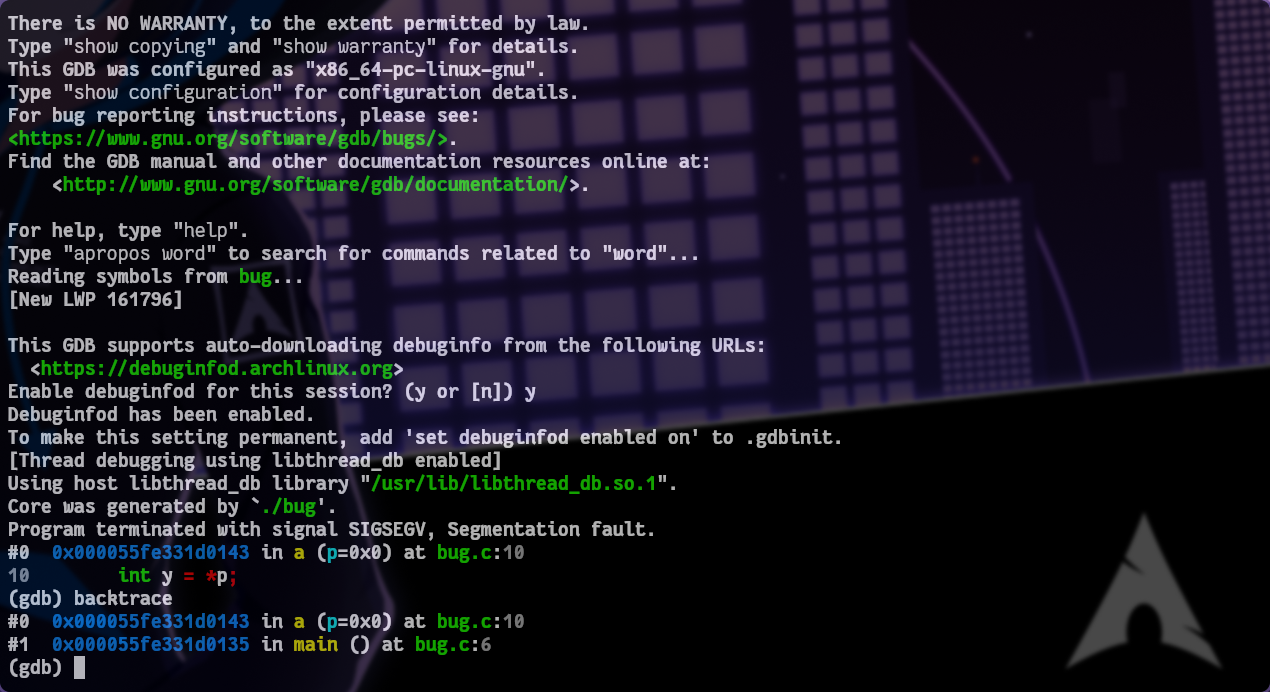 There is NO WARRANTY, to the extent permitted by law.
Type "show copying" and "show warranty" for details.
This GDB was configured as "x86_64-pc-linux-gnu".
Type "show configuration" for configuration details.
For bug reporting instructions, please see:
<https://www.gnu.org/software/gdb/bugs/>.
Find the GDB manual and other documentation resources online at:
    <http://www.gnu.org/software/gdb/documentation/>.

For help, type "help".
Type "apropos word" to search for commands related to "word"...
Reading symbols from bug...
[New LWP 161796]

This GDB supports auto-downloading debuginfo from the following URLs:
  <https://debuginfod.archlinux.org>
Enable debuginfod for this session? (y or [n]) y
Debuginfod has been enabled.
To make this setting permanent, add 'set debuginfod enabled on' to .gdbinit.
[Thread debugging using libthread_db enabled]
Using host libthread_db library "/usr/lib/libthread_db.so.1".
Core was generated by `./bug'.
Program terminated with signal SIGSEGV, Segmentation fault.
#0  0x000055fe331d0143 in a (p=0x0) at bug.c:10
10        int y = *p;
(gdb) backtrace
#0  0x000055fe331d0143 in a (p=0x0) at bug.c:10
#1  0x000055fe331d0135 in main () at bug.c:6
(gdb)